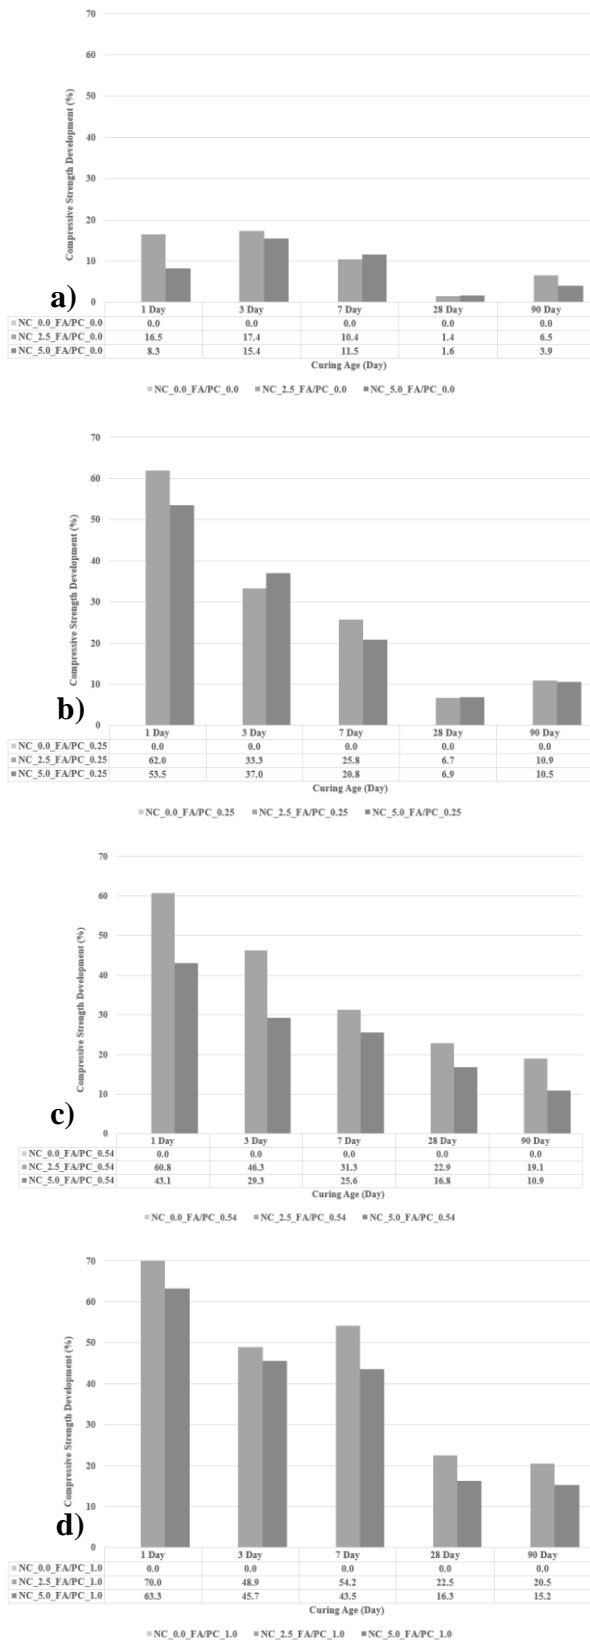 70
60
50
40
30
20
10
0
Compressive Strength Development (%)
a)
1 Day 3 Day 7 Day 28 Day 90 Day
NC_0.0_FA/PC_0.0 0.0 0.0 0.0 0.0 0.0
NC_2.5_FA/PC_0.0 16.5 17.4 10.4 1.4 6.5
NC_5.0_FA/PC_0.0 8.3 15.4 11.5 1.6 3.9
Curing Age (Day)
NC_0.0_FA/PC_0.0 NC_2.5_FA/PC_0.0 NC_5.0_FA/PC_0.0
70
60
50
40
30
20
10
0
Compressive Strength Development (%)
b)
1 Day 3 Day 7 Day 28 Day 90 Day
NC_0.0_FA/PC_0.25 0.0 0.0 0.0 0.0 0.0
NC_2.5_FA/PC_0.25 62.0 33.3 25.8 6.7 10.9
NC_5.0_FA/PC_0.25 53.5 37.0 20.8 6.9 10.5
Curing Age (Day)
NC_0.0_FA/PC_0.25 NC_2.5_FA/PC_0.25 NC_5.0_FA/PC_0.25
70
60
50
40
30
20
10
0
Compressive Strength Development (%)
c)
1 Day 3 Day 7 Day 28 Day 90 Day
NC_0.0_FA/PC_0.54 0.0 0.0 0.0 0.0 0.0
NC_2.5_FA/PC_0.54 60.8 46.3 31.3 22.9 19.1
NC_5.0_FA/PC_0.54 43.1 29.3 25.6 16.8 10.9
Curing Age (Day)
NC_0.0_FA/PC_0.54 NC_2.5_FA/PC_0.54 NC_5.0_FA/PC_0.54
70
60
50
40
30
20
10
0
Compressive Strength Development (%)
d)
1 Day 3 Day 7 Day 28 Day 90 Day
NC_0.0_FA/PC_1.0 0.0 0.0 0.0 0.0 0.0
NC_2.5_FA/PC_1.0 70.0 48.9 54.2 22.5 20.5
NC_5.0_FA/PC_1.0 63.3 45.7 43.5 16.3 15.2
Curing Age (Day)
NC_0.0_FA/PC_1.0 NC_2.5_FA/PC_1.0 NC_5.0_FA/PC_1.0